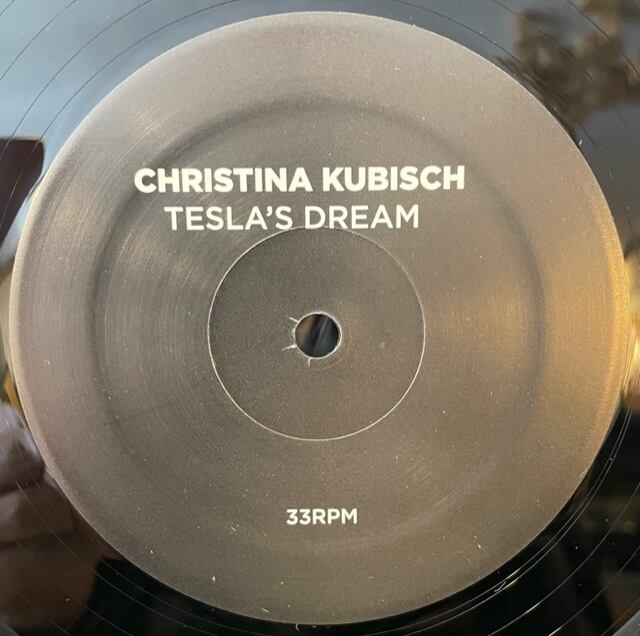 CHRISTINA KUBISCH
TESLA'S DREAM
33RPM